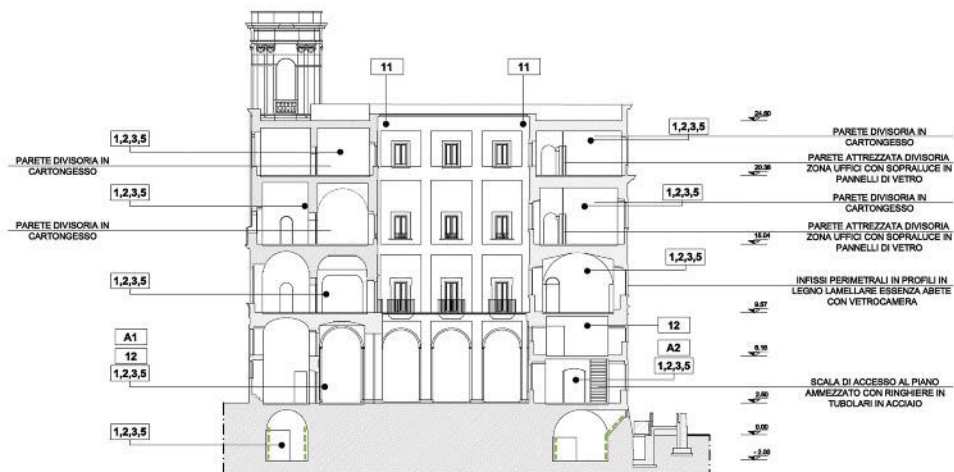 11
11
24.60
1,2,3,5
1,2,3,5
PARETE DIVISORIA IN
CARTONGESSO
PARETE DIVISORIA IN
CARTONGESSO
PARETE ATTREZZATA DIVISORIA
ZONA UFFICI CON SOPRALUCE IN
PANNELLI DI VETRO
20.38
1,2,3,5
1,2,3,5
PARETE DIVISORIA IN
CARTONGESSO
PARETE DIVISORIA IN
CARTONGESSO
PARETE ATTREZZATA DIVISORIA
ZONA UFFICI CON SOPRALUCE IN
PANNELLI DI VETRO
15.04
1,2,3,5
1,2,3,5
INFISSI PERIMETRALI IN PROFILI IN
LEGNO LAMELLARE ESSENZA ABETE
CON VETROCAMERA
9.57
12
A1
A2
12
1,2,3,5
1,2,3,5
SCALA DI ACCESSO AL PIANO
AMMEZZATO CON RINGHIERE IN
TUBOLARI IN ACCIAIO
2.50
1,2,3,5
0.00
- 2.00